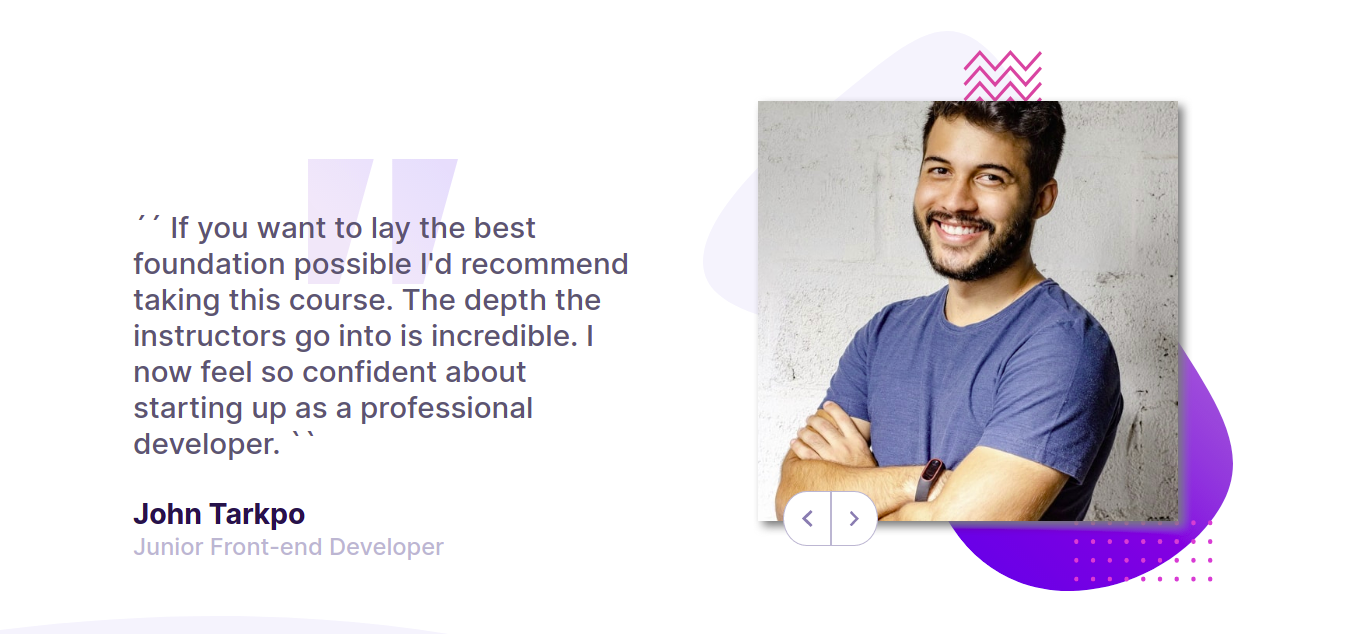 ´´ If you want to lay the best
foundation possible I'd recommend
taking this course. The depth the
instructors go into is incredible. I
now feel so confident about
starting up as a professional
developer. ``
John Tarkpo
Junior Front-end Developer